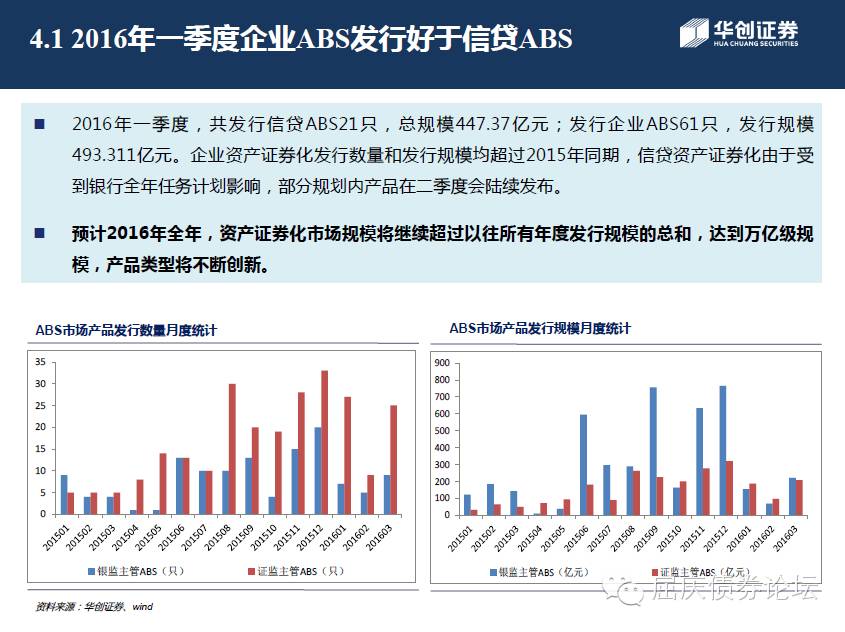 4.1 2016年一季度企业ABS发行好于信贷ABS
华创证券
HUA CHUANG SECURITIES
■ 2016年一季度，共发行信贷ABS21只，总规模447.37亿元；发行企业ABS61只，发行规模
493.311亿元。企业资产证券化发行数量和发行规模均超过2015年同期，信贷资产证券化由于受
到银行全年任务计划影响，部分规划内产品在二季度会陆续发布。
■ 预计2016年全年，资产证券化市场规模将继续超过以往所有年度发行规模的总和，达到万亿级规
模，产品类型将不断创新。
ABS市场产品发行数量月度统计
35
30
25
20
15
10
5
0
201501 201502 201503 201504 201505 201506 201507 201508 201509 201510 201511 201512 201601 201602 201603
银监主管ABS（只） 证监主管ABS（只）
ABS市场产品发行规模月度统计
900
800
700
600
500
400
300
200
100
0
201501 201502 201503 201504 201505 201506 201507 201508 201509 201510 201511 201512 201601 201602 201603
银监主管ABS（亿元） 证监主管ABS（亿元）
屈庆债券论坛
资料来源：华创证券、wind